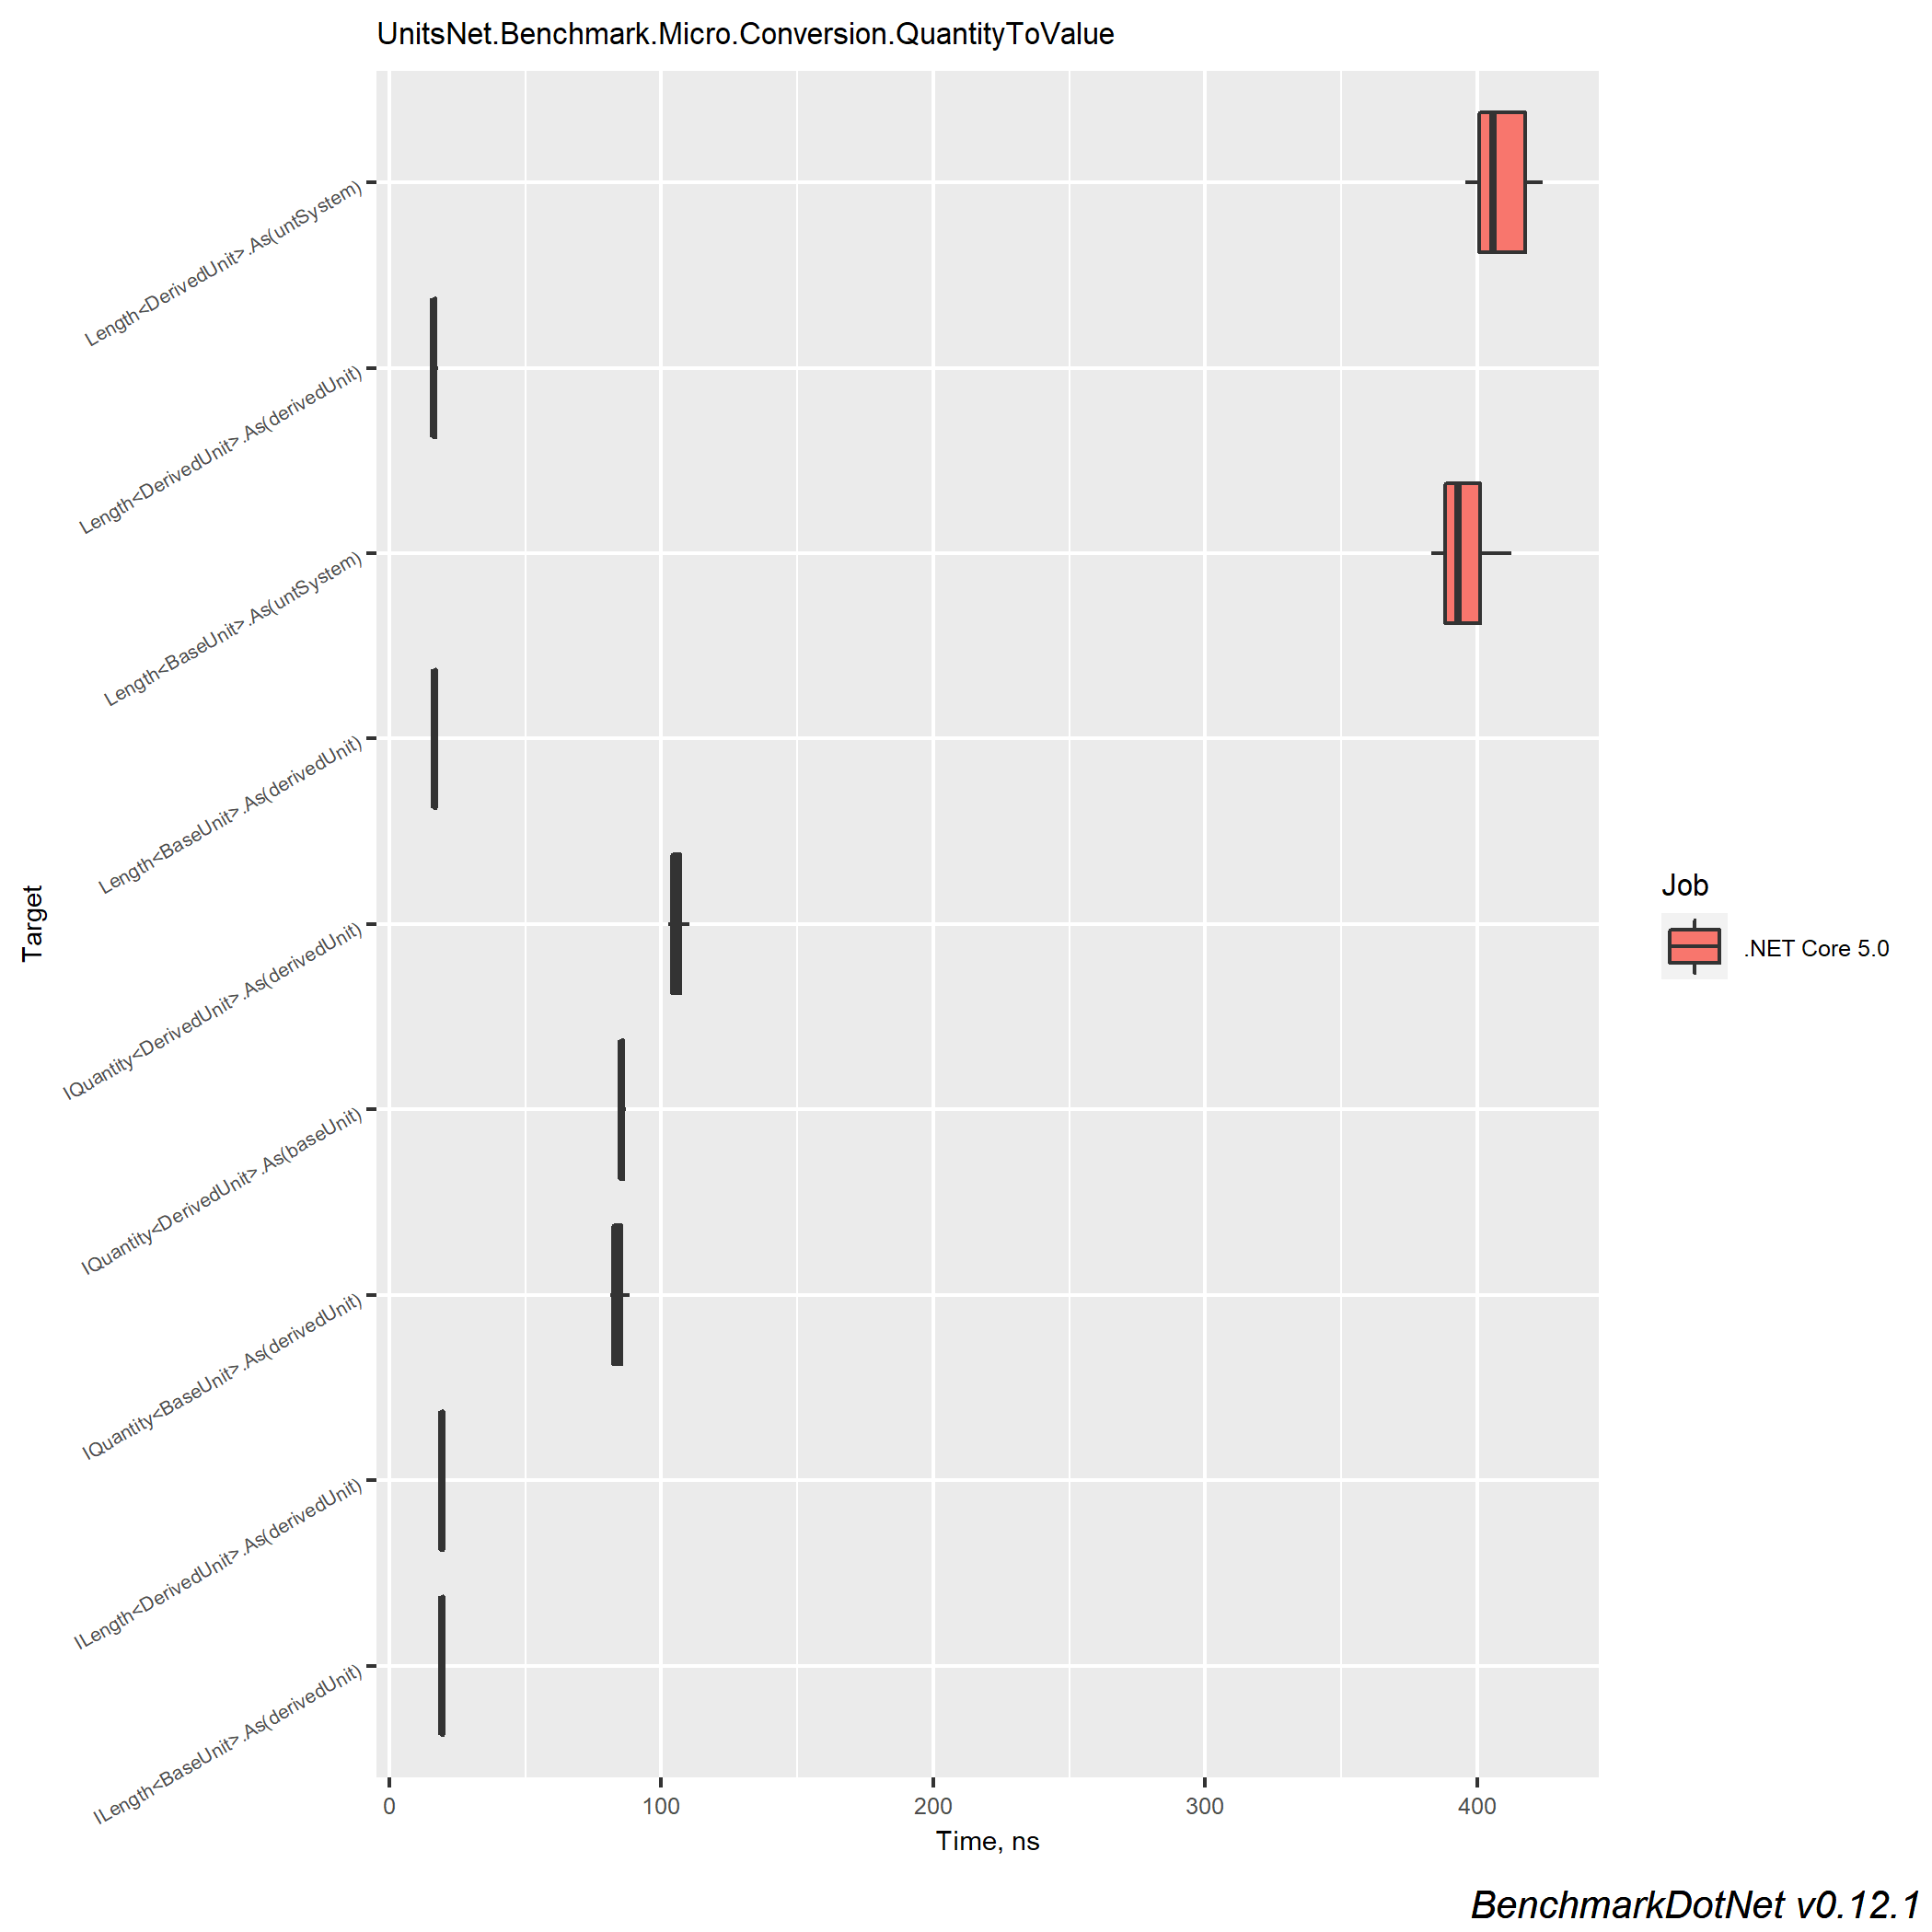 UnitsNet.Benchmark.Micro.Conversion.QuantityToValue
Target
Length<DerivedUnit>.As(untSystem)
Length<DerivedUnit>.As(derivedUnit)
Length<BaseUnit>.As(untSystem)
Length<BaseUnit>.As(derivedUnit)
IQuantity<DerivedUnit>.As(derivedUnit)
IQuantity<DerivedUnit>.As(baseUnit)
IQuantity<BaseUnit>.As(derivedUnit)
ILength<DerivedUnit>.As(derivedUnit)
ILength<BaseUnit>.As(derivedUnit)
0 100 200 300 400
Time, ns
Job
.NET Core 5.0
BenchmarkDotNet v0.12.1